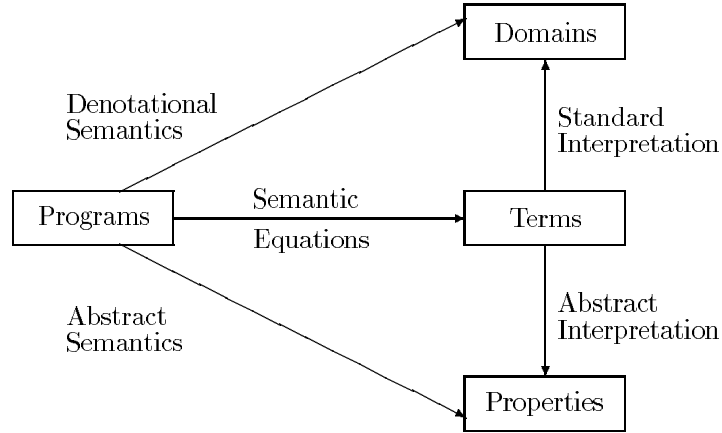 Domains
Denotational
Semantics
Standard
Interpretation
Programs
Semantic
Equations
Terms
Abstract
Semantics
Abstract
Interpretation
Properties